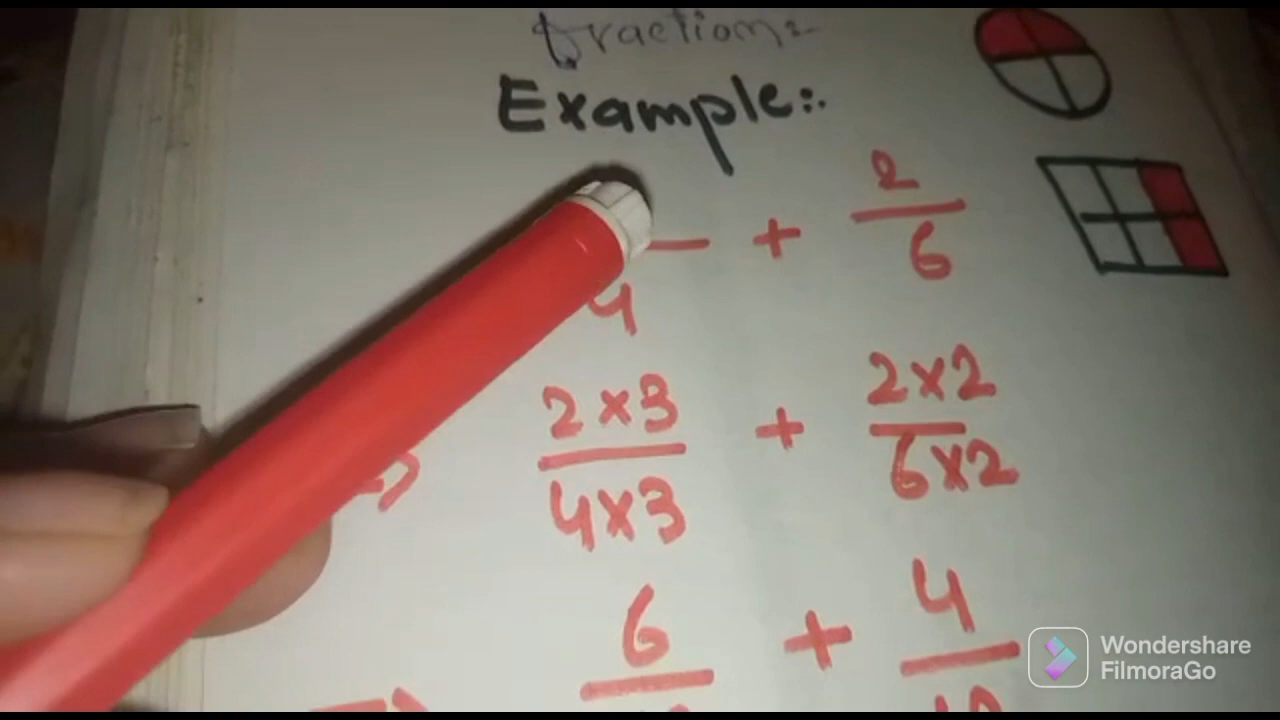 fractions
Example:.
— + 2/6
4
⇒ 2×3/4×3 + 2×2/6×2
⇒ 6/ + 4/
Wondershare
FilmoraGo